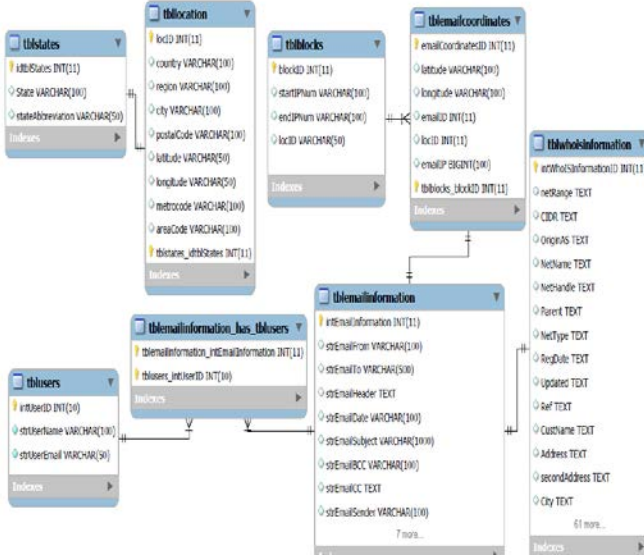 tblstates
idtblStates INT(11)
State VARCHAR(100)
stateAbbreviation VARCHAR(50)
Indexes
tbllocation
locID INT(11)
country VARCHAR(100)
region VARCHAR(100)
city VARCHAR(100)
postalCode VARCHAR(100)
latitude VARCHAR(50)
longitude VARCHAR(50)
metrocode VARCHAR(100)
areaCode VARCHAR(100)
tblstates_idtblStates INT(11)
Indexes
tblblocks
blockID INT(11)
startIPNum VARCHAR(100)
endIPNum VARCHAR(100)
locID VARCHAR(50)
Indexes
tblemailcoordinates
emailCoordinatesID INT(11)
latitude VARCHAR(100)
longitude VARCHAR(100)
emailID INT(11)
locID INT(11)
emailIP BIGINT(100)
tblblocks_blockID INT(11)
Indexes
tblwhoisinformation
intWhoISInformationID INT(11)
netRange TEXT
CIDR TEXT
OriginAS TEXT
NetName TEXT
NetHandle TEXT
Parent TEXT
NetType TEXT
RegDate TEXT
Updated TEXT
Ref TEXT
CustName TEXT
Address TEXT
secondAddress TEXT
City TEXT
61 more...
Indexes
tblemailinformation_has_tblusers
tblemailinformation_intEmailInformation INT(11)
tblusers_intUserID INT(10)
Indexes
tblusers
intUserID INT(10)
strUserName VARCHAR(100)
strUserEmail VARCHAR(50)
Indexes
tblemailinformation
intEmailInformation INT(11)
strEmailFrom VARCHAR(100)
strEmailTo VARCHAR(500)
strEmailHeader TEXT
strEmailDate VARCHAR(100)
strEmailSubject VARCHAR(1000)
strEmailBCC VARCHAR(100)
strEmailCC TEXT
strEmailSender VARCHAR(100)
7 more...
Indexes